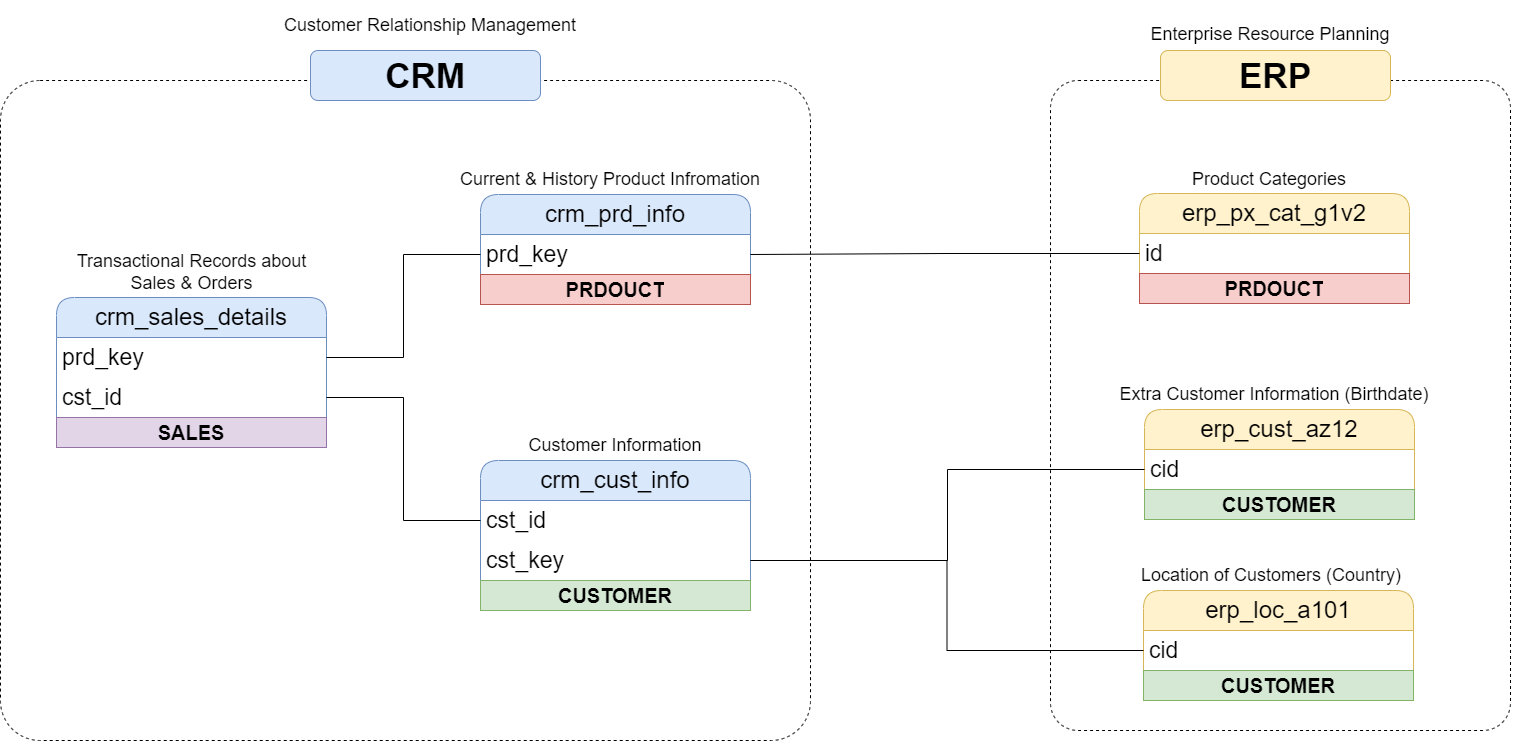 Customer Relationship Management
CRM
Enterprise Resource Planning
ERP
Transactional Records about
Sales & Orders
crm_sales_details
prd_key
cst_id
SALES
Current & History Product Infromation
crm_prd_info
prd_key
PRDOUCT
Customer Information
crm_cust_info
cst_id
cst_key
CUSTOMER
Product Categories
erp_px_cat_g1v2
id
PRDOUCT
Extra Customer Information (Birthdate)
erp_cust_az12
cid
CUSTOMER
Location of Customers (Country)
erp_loc_a101
cid
CUSTOMER